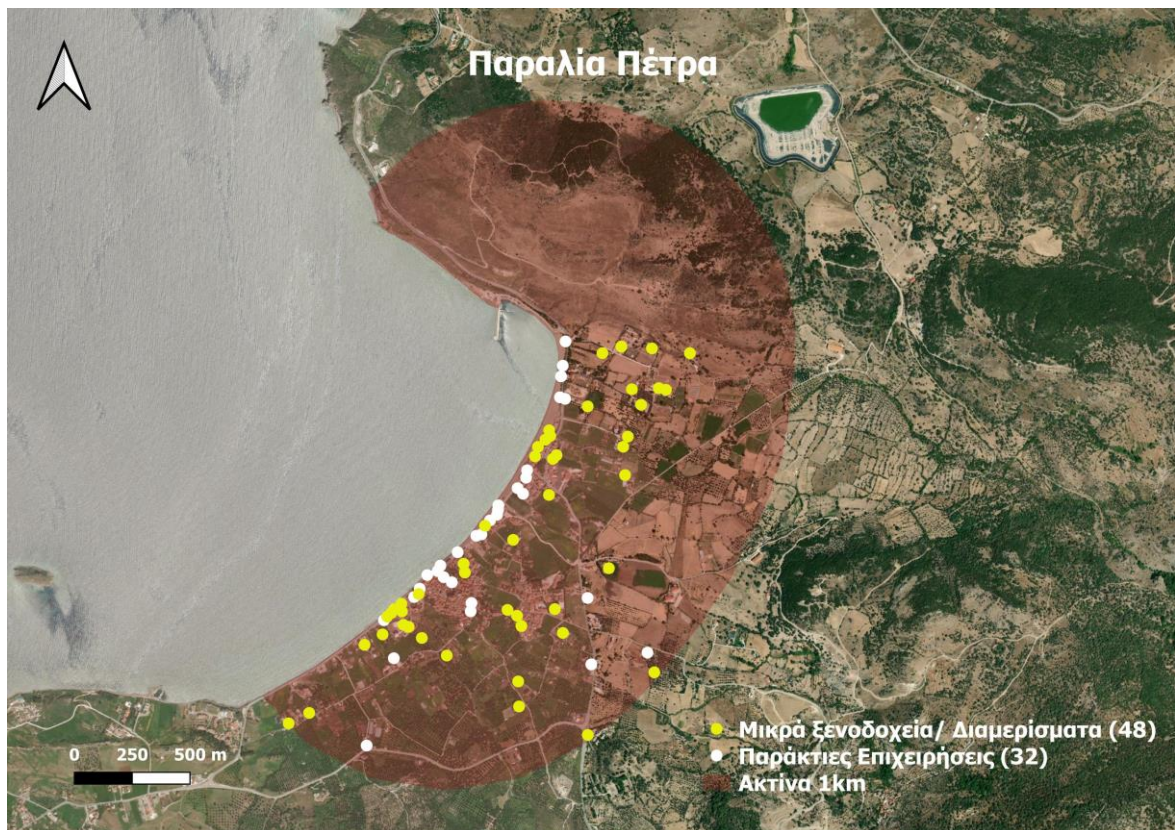 Παραλία Πέτρα
Μικρά ξενοδοχεία/ Διαμερίσματα (48)
Παράκτιες Επιχειρήσεις (32)
Ακτίνα 1km
0 250 500 m